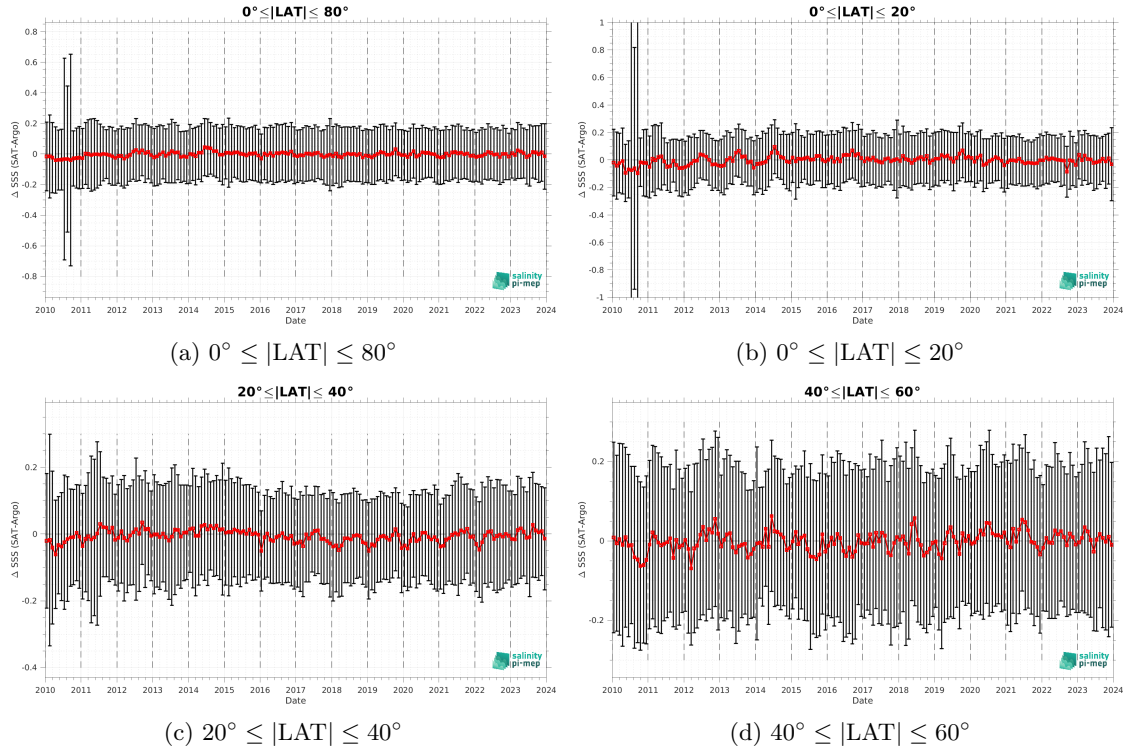 0°≤|LAT|≤ 80°
0.8
0.6
0.4
0.2
0
-0.2
-0.4
-0.6
-0.8
Δ SSS (SAT-Argo)
2010 2011 2012 2013 2014 2015 2016 2017 2018 2019 2020 2021 2022 2023 2024
Date
salinity
pi-mep
(a) 0° ≤ |LAT| ≤ 80°
0°≤|LAT|≤ 20°
1
0.8
0.6
0.4
0.2
0
-0.2
-0.4
-0.6
-0.8
-1
Δ SSS (SAT-Argo)
2010 2011 2012 2013 2014 2015 2016 2017 2018 2019 2020 2021 2022 2023 2024
Date
salinity
pi-mep
(b) 0° ≤ |LAT| ≤ 20°
20°≤|LAT|≤ 40°
0.2
0
-0.2
-0.4
Δ SSS (SAT-Argo)
2010 2011 2012 2013 2014 2015 2016 2017 2018 2019 2020 2021 2022 2023 2024
Date
salinity
pi-mep
(c) 20° ≤ |LAT| ≤ 40°
40°≤|LAT|≤ 60°
0.2
0
-0.2
Δ SSS (SAT-Argo)
2010 2011 2012 2013 2014 2015 2016 2017 2018 2019 2020 2021 2022 2023 2024
Date
salinity
pi-mep
(d) 40° ≤ |LAT| ≤ 60°